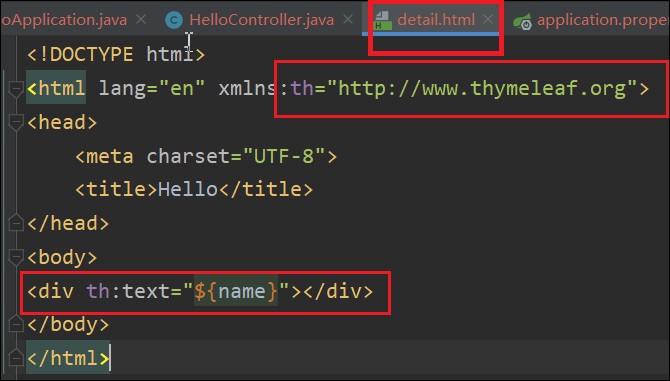 oApplication.java HelloController.java detail.html application.prope
<!DOCTYPE html>
<html lang="en" xmlns:th="http://www.thymeleaf.org">
<head>
    <meta charset="UTF-8">
    <title>Hello</title>
</head>
<body>
<div th:text="${name}"></div>
</body>
</html>